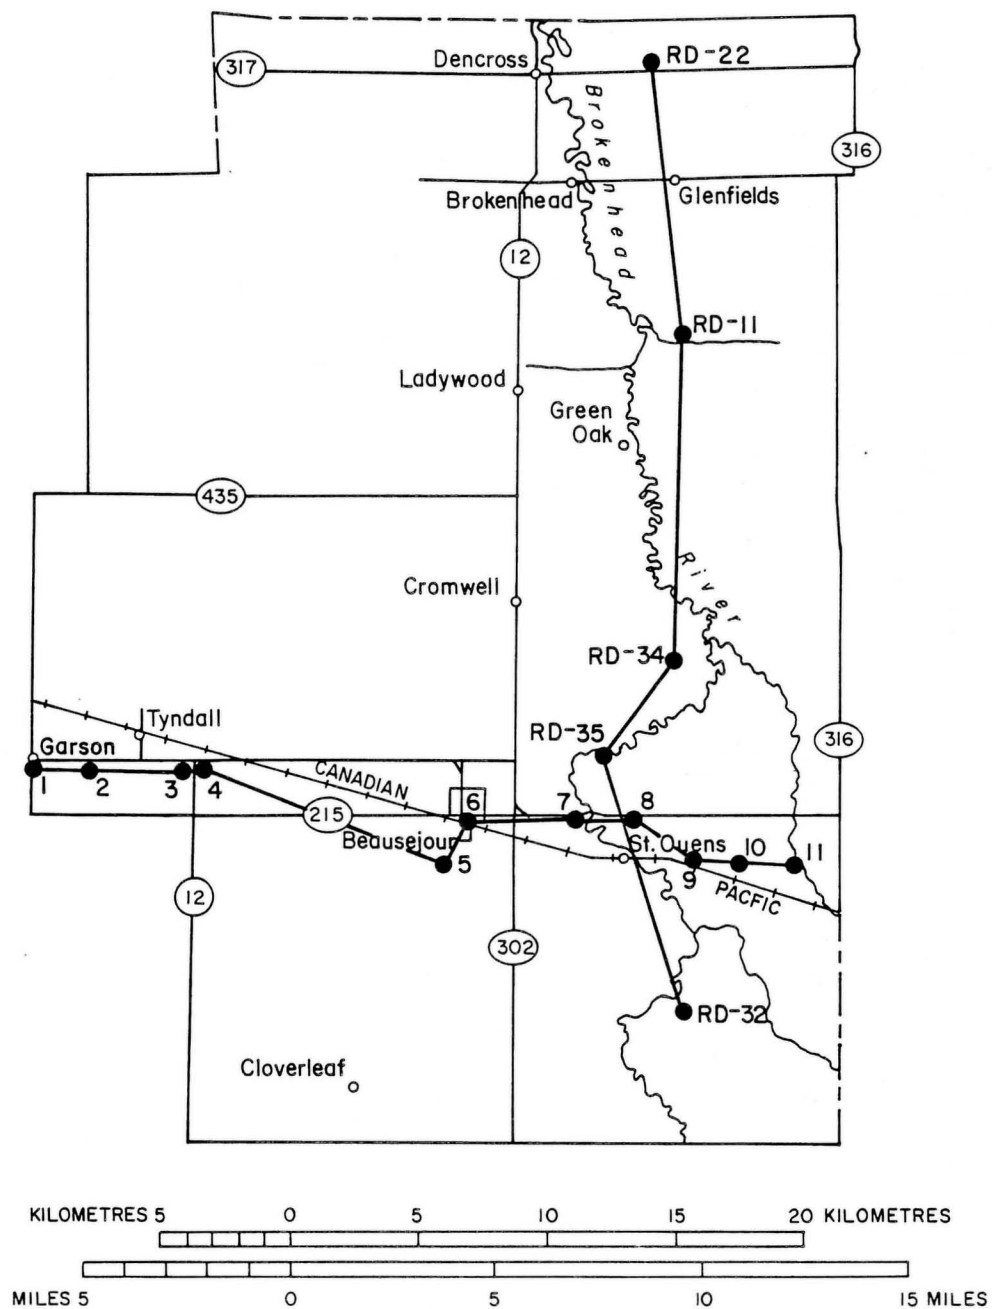 Dencross
RD-22
317
Brokenhead
316
Brokenhead
Glenfields
12
RD-11
Ladywood
Green
Oak
435
River
Cromwell
RD-34
Tyndall
RD-35
316
Garson
CANADIAN
1 2 3 4
6 7 8
215
Beausejour
St. Ouens
5
9 10 11
PACFIC
12
302
RD-32
Cloverleaf
KILOMETRES 5 0 5 10 15 20 KILOMETRES
MILES 5 0 5 10 15 MILES